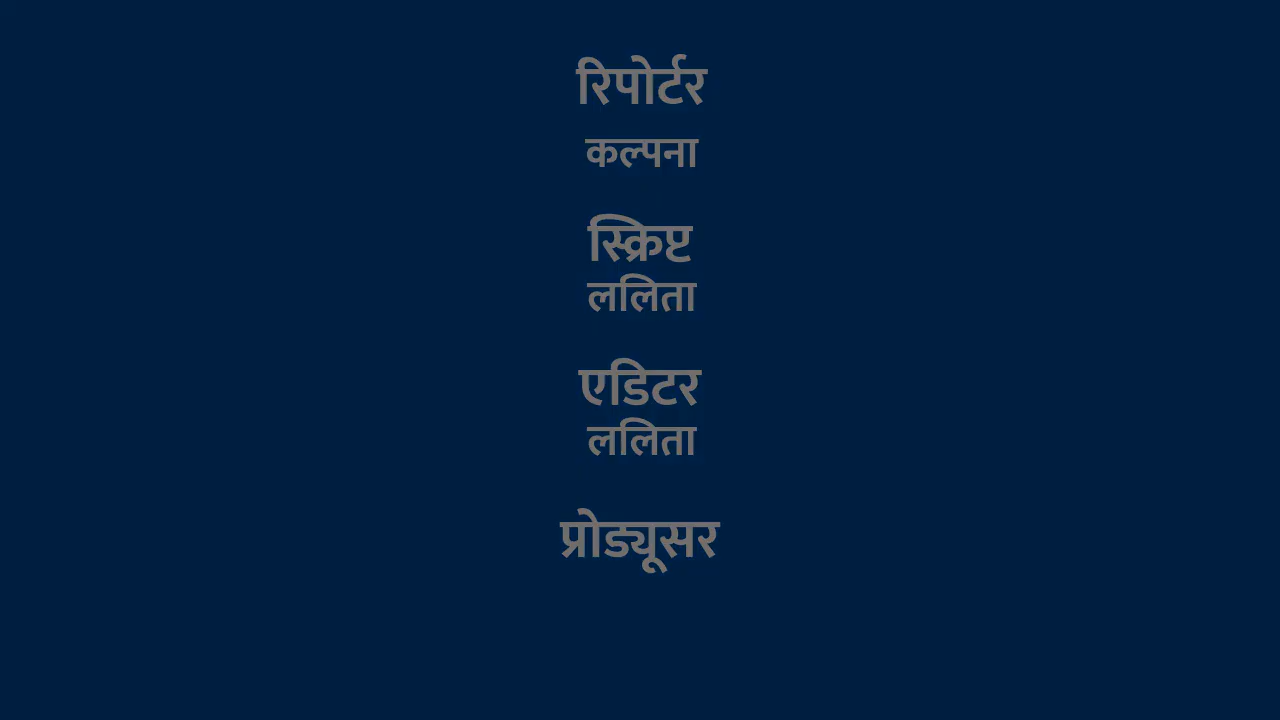 रिपोर्टर
कल्पना
स्क्रिप्ट
ललिता
एडिटर
ललिता
प्रोड्यूसर